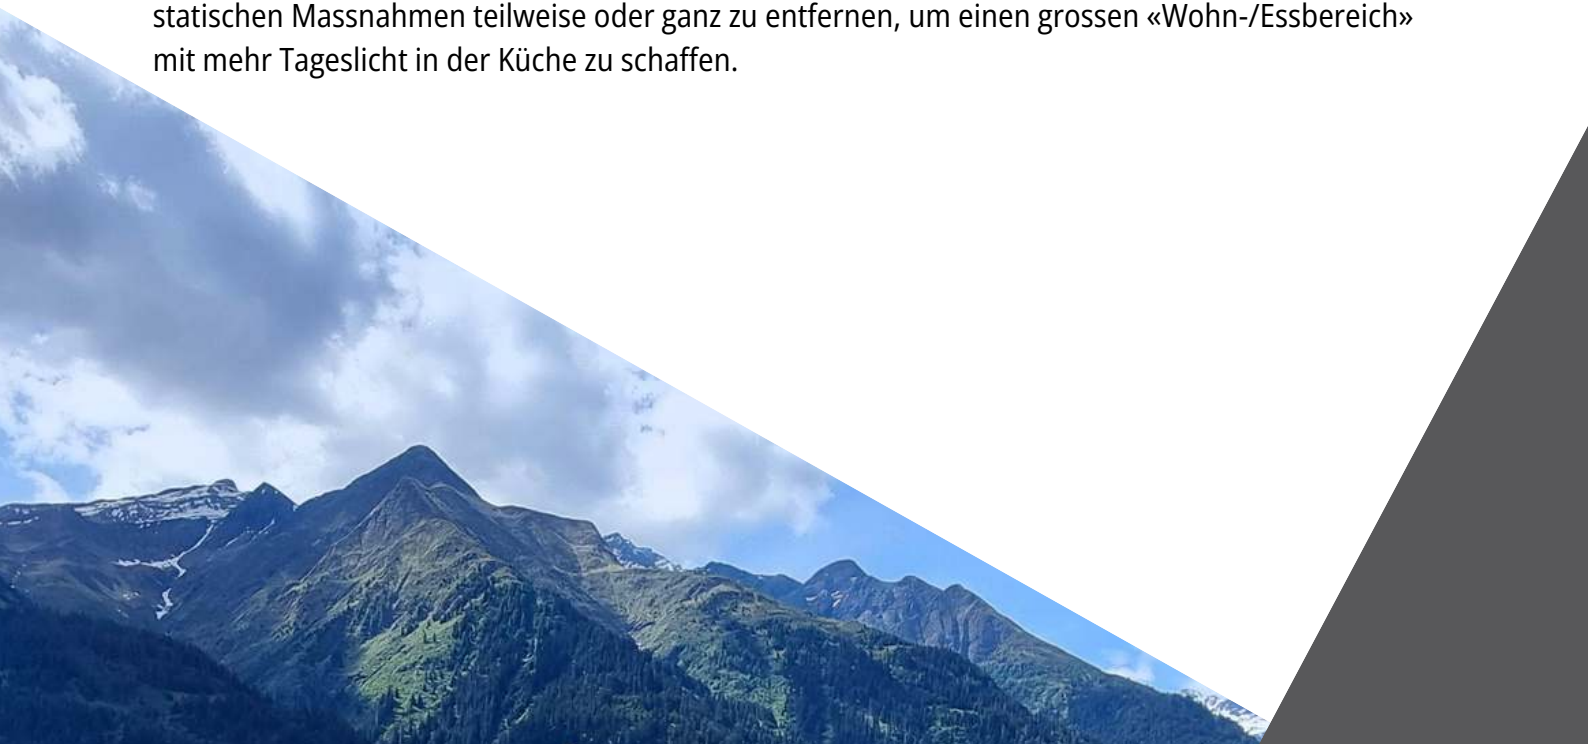 statischen Massnahmen teilweise oder ganz zu entfernen, um einen grossen «Wohn-/Essbereich»
mit mehr Tageslicht in der Küche zu schaffen.